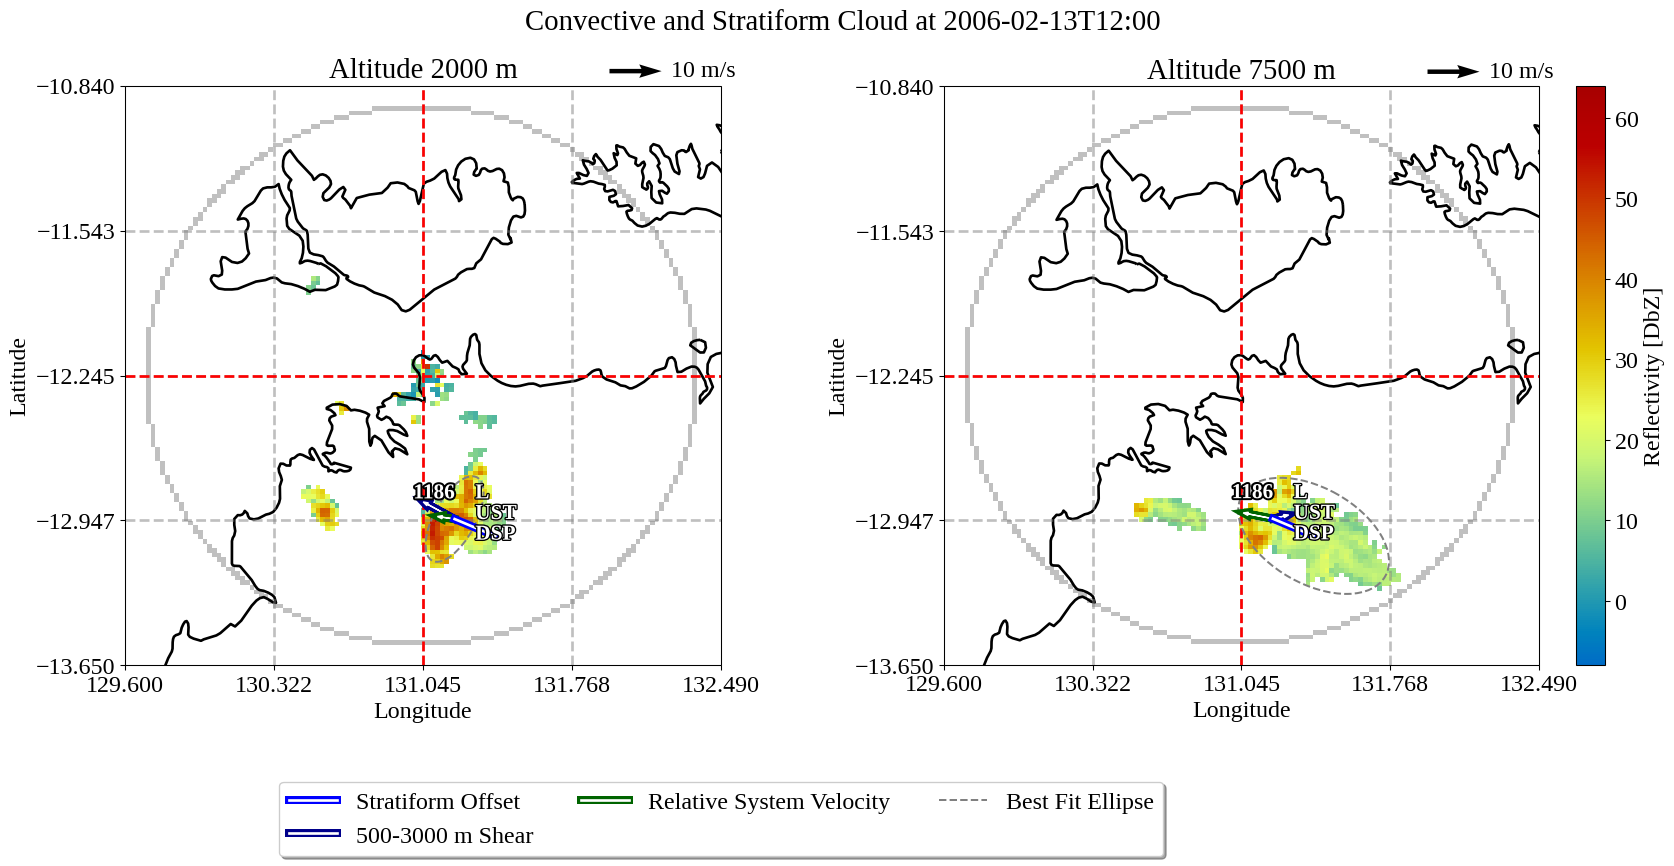 Convective and Stratiform Cloud at 2006-02-13T12:00
Altitude 2000 m
10 m/s
Altitude 7500 m
10 m/s
−10.840
−11.543
−12.245
−12.947
−13.650
Latitude
129.600
130.322
131.045
131.768
132.490
Longitude
1186
L
UST
DSP
−10.840
−11.543
−12.245
−12.947
−13.650
Latitude
129.600
130.322
131.045
131.768
132.490
Longitude
1186
L
UST
DSP
60
50
40
30
20
10
0
Reflectivity [DbZ]
Stratiform Offset
500-3000 m Shear
Relative System Velocity
Best Fit Ellipse